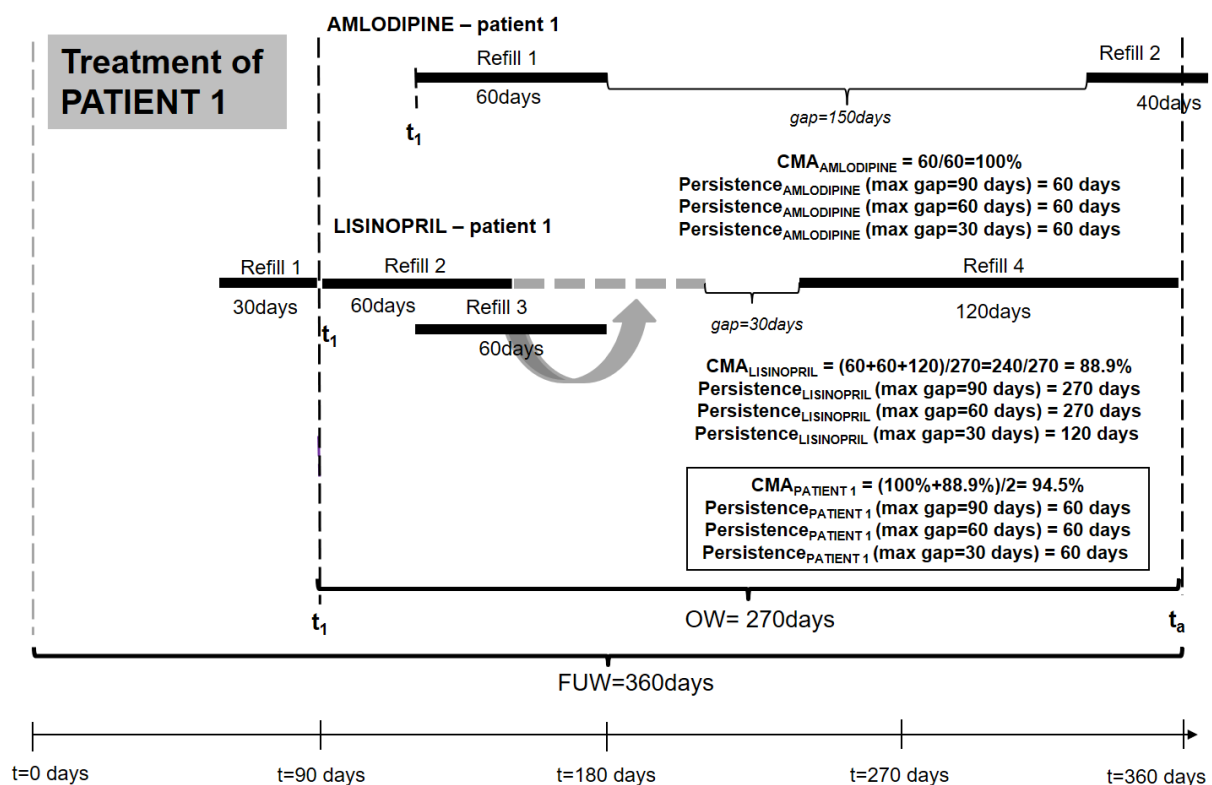 AMLODIPINE – patient 1
Treatment of
PATIENT 1
Refill 1
Refill 2
60days
40days
gap=150days
t1
CMAAMLODIPINE = 60/60=100%
PersistenceAMLODIPINE (max gap=90 days) = 60 days
PersistenceAMLODIPINE (max gap=60 days) = 60 days
PersistenceAMLODIPINE (max gap=30 days) = 60 days
LISINOPRIL – patient 1
Refill 1
Refill 2
Refill 4
30days
60days
Refill 3
gap=30days
120days
t1
60days
CMALISINOPRIL = (60+60+120)/270=240/270 = 88.9%
PersistenceLISINOPRIL (max gap=90 days) = 270 days
PersistenceLISINOPRIL (max gap=60 days) = 270 days
PersistenceLISINOPRIL (max gap=30 days) = 120 days
CMAPATIENT 1 = (100%+88.9%)/2= 94.5%
PersistencePATIENT 1 (max gap=90 days) = 60 days
PersistencePATIENT 1 (max gap=60 days) = 60 days
PersistencePATIENT 1 (max gap=30 days) = 60 days
t1
OW= 270days
ta
FUW=360days
t=0 days
t=90 days
t=180 days
t=270 days
t=360 days